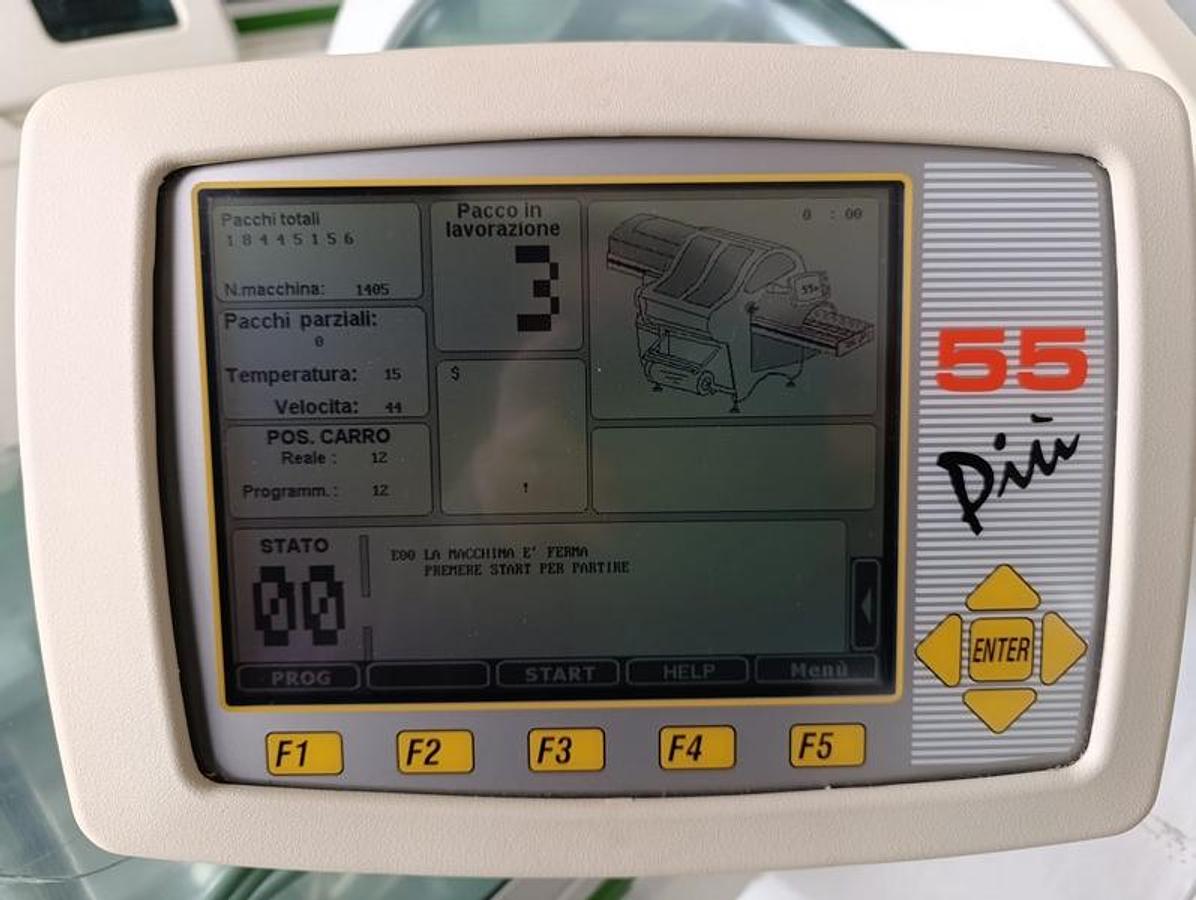 Pacchi totali
18445156
N.macchina: 1405
Pacchi parziali:
0
Temperatura: 15
Velocita: 44
POS. CARRO
Reale : 12
Programm. : 12
Pacco in
lavorazione
3
$
!
0 : 00
55+
STATO
00
E00 LA MACCHINA E' FERMA
PREMERE START PER PARTIRE
PROG START HELP Menù
F1 F2 F3 F4 F5
55
Più
ENTER